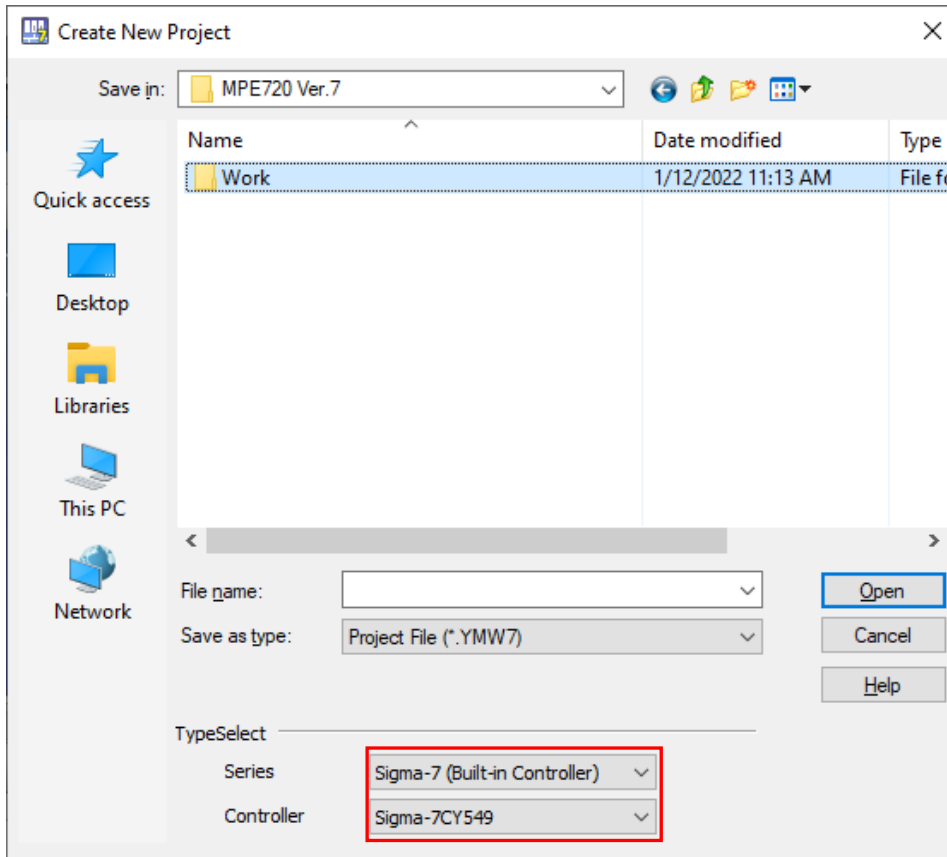 Create New Project
Save in: MPE720 Ver.7
Name Date modified Type
Work 1/12/2022 11:13 AM File fo
Quick access
Desktop
Libraries
This PC
Network
File name: Open
Save as type: Project File (*.YMW7) Cancel
Help
TypeSelect
Series Sigma-7 (Built-in Controller)
Controller Sigma-7CY549